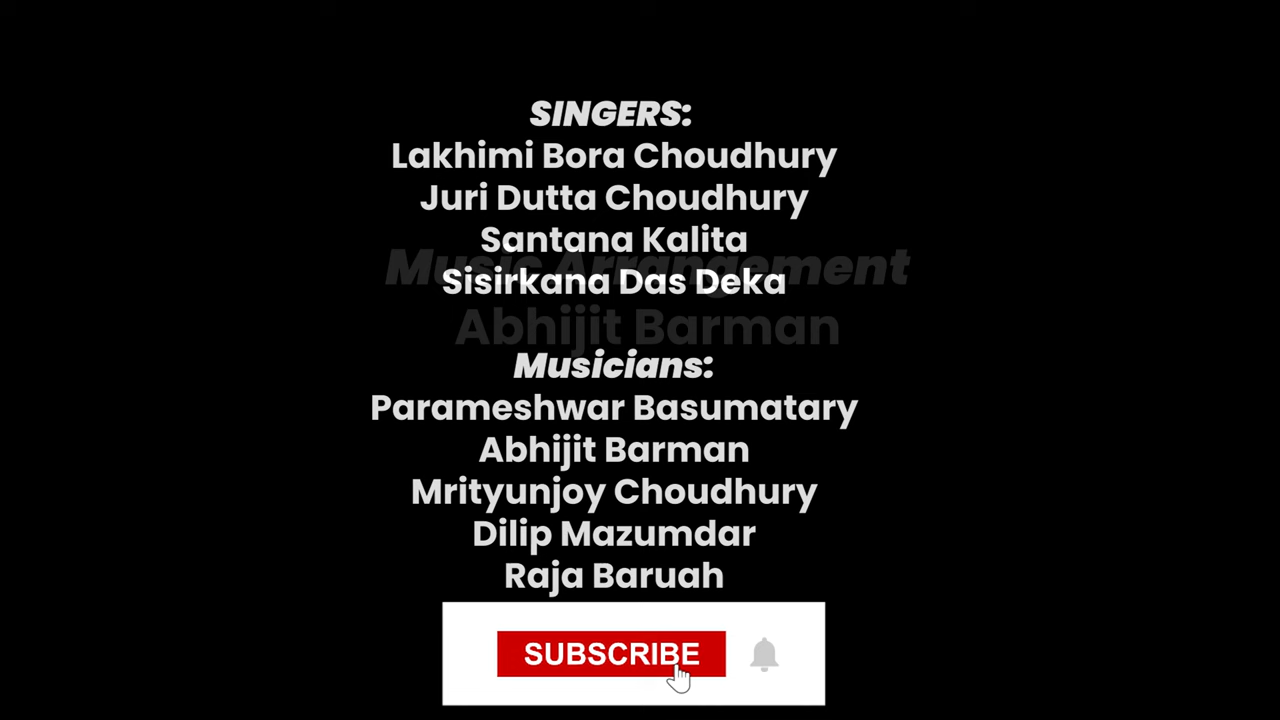 SINGERS:
Lakhimi Bora Choudhury
Juri Dutta Choudhury
Santana Kalita
Music Arrangement
Sisirkana Das Deka
Abhijit Barman
Musicians:
Parameshwar Basumatary
Abhijit Barman
Mrityunjoy Choudhury
Dilip Mazumdar
Raja Baruah
SUBSCRIBE